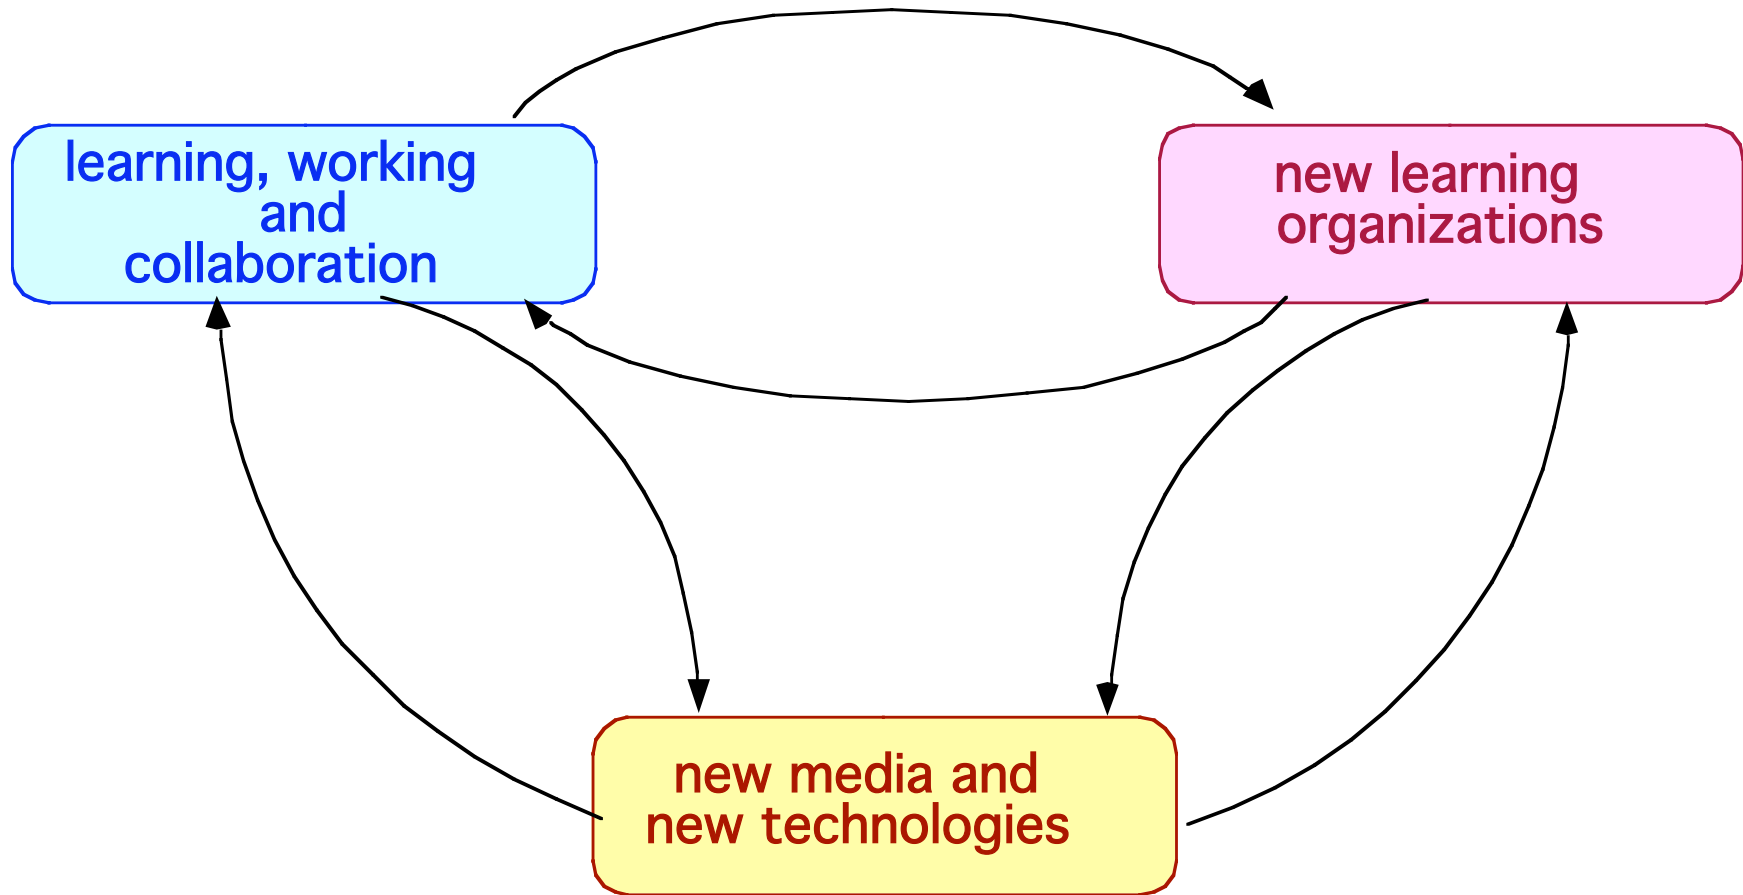 learning, working
and
collaboration
new learning
organizations
new media and
new technologies